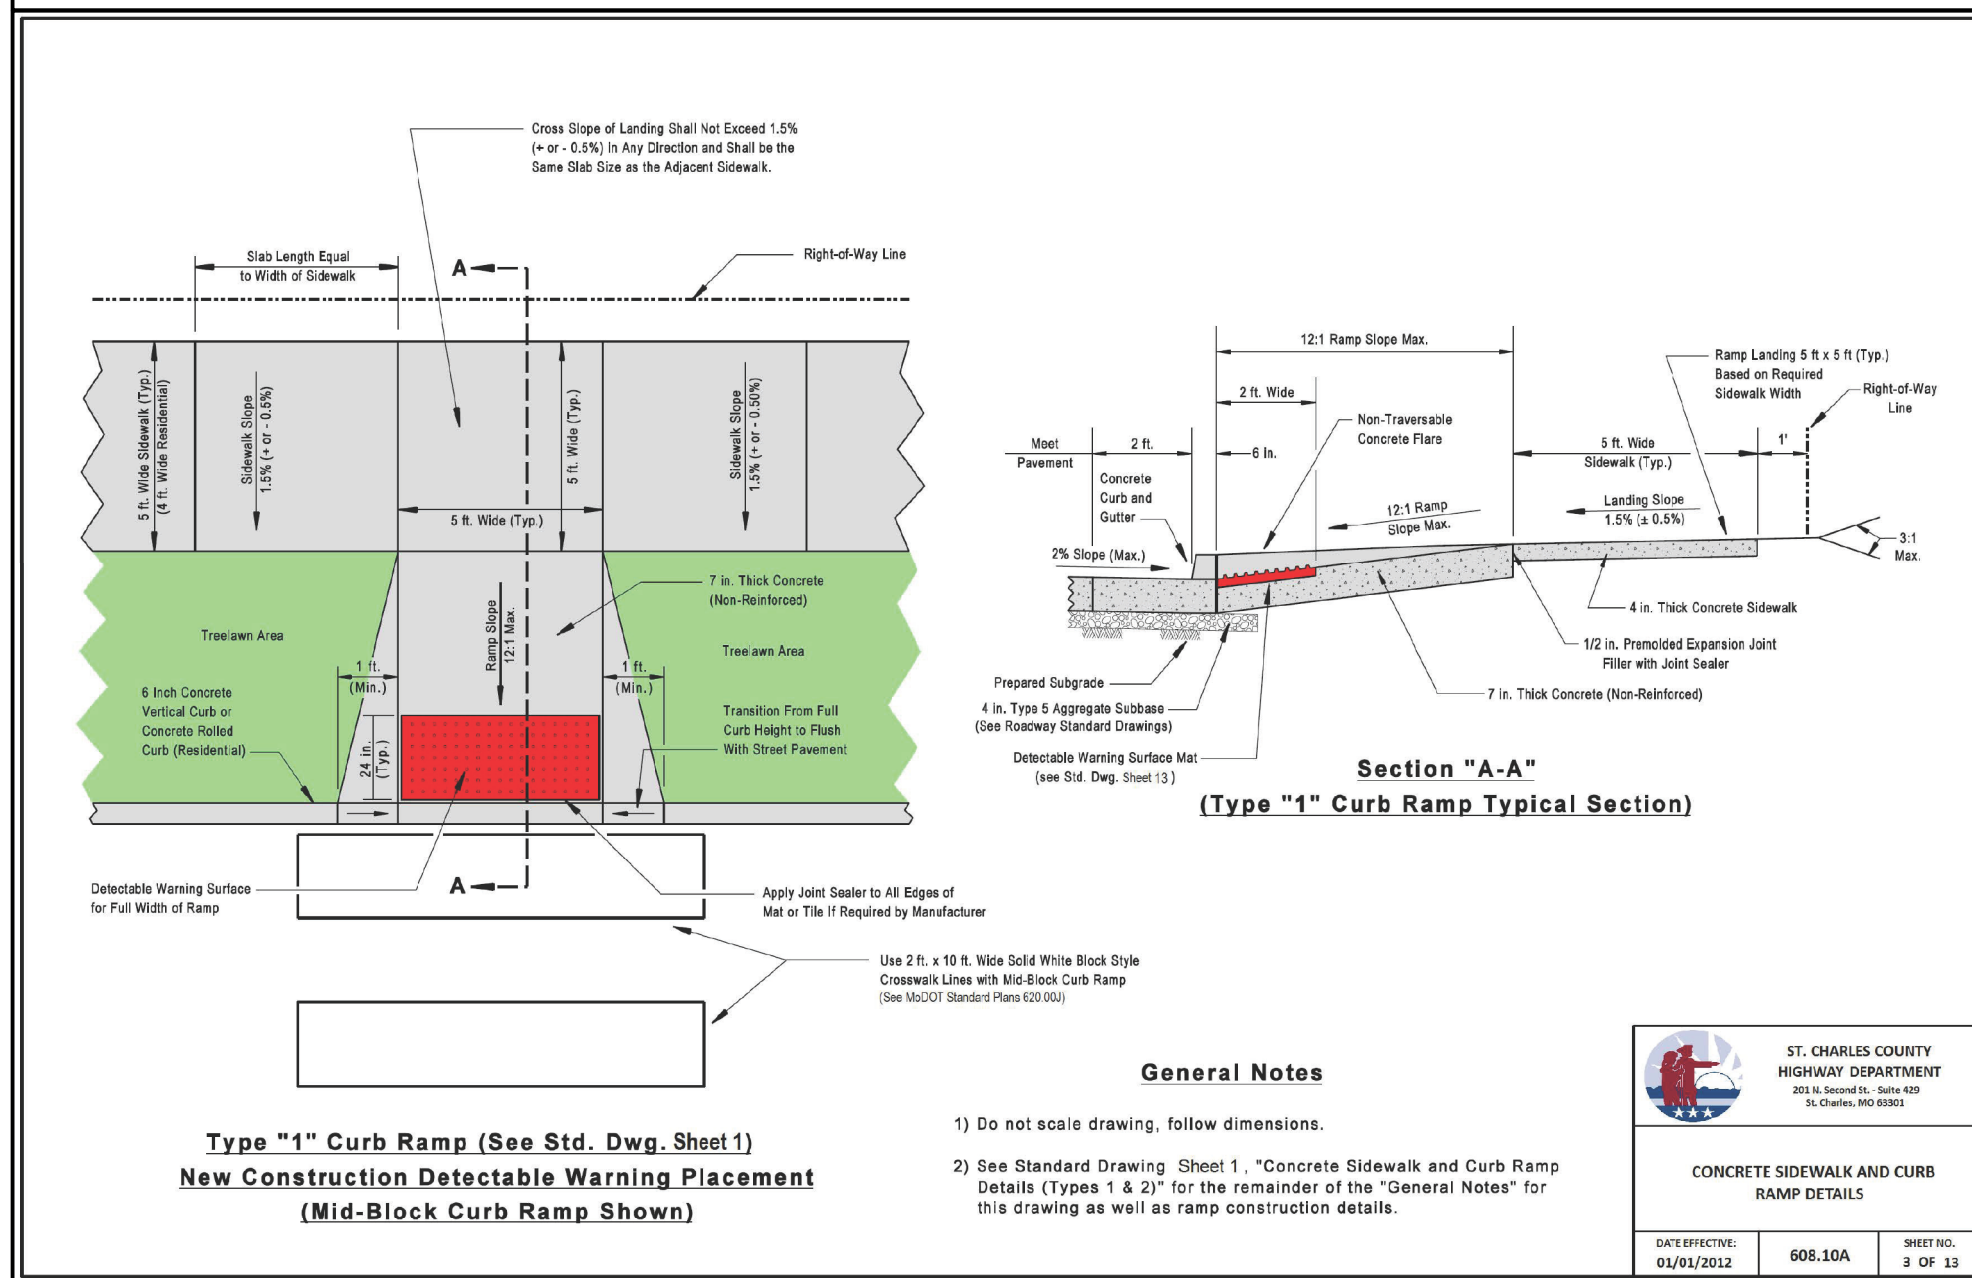 Cross Slope of Landing Shall Not Exceed 1.5%
(+ or - 0.5%) In Any Direction and Shall be the
Same Slab Size as the Adjacent Sidewalk.
Slab Length Equal
to Width of Sidewalk
A
Right-of-Way Line
5 ft. Wide Sidewalk (Typ.)
(4 ft. Wide Residential)
Sidewalk Slope
1.5% (+ or - 0.5%)
5 ft. Wide (Typ.)
Sidewalk Slope
1.5% (+ or - 0.50%)
5 ft. Wide (Typ.)
7 in. Thick Concrete
(Non-Reinforced)
Ramp Slope
12:1 Max.
Treelawn Area
Treelawn Area
1 ft.
(Min.)
1 ft.
(Min.)
6 Inch Concrete
Vertical Curb or
Concrete Rolled
Curb (Residential)
24 in.
(Typ.)
Transition From Full
Curb Height to Flush
With Street Pavement
Detectable Warning Surface
for Full Width of Ramp
A
Apply Joint Sealer to All Edges of
Mat or Tile If Required by Manufacturer
Use 2 ft. x 10 ft. Wide Solid White Block Style
Crosswalk Lines with Mid-Block Curb Ramp
(See MoDOT Standard Plans 620.00J)
Type "1" Curb Ramp (See Std. Dwg. Sheet 1)
New Construction Detectable Warning Placement
(Mid-Block Curb Ramp Shown)
12:1 Ramp Slope Max.
2 ft. Wide
Non-Traversable
Concrete Flare
Ramp Landing 5 ft x 5 ft (Typ.)
Based on Required
Sidewalk Width
Right-of-Way
Line
Meet
Pavement
2 ft.
6 In.
5 ft. Wide
Sidewalk (Typ.)
1'
Concrete
Curb and
Gutter
12:1 Ramp
Slope Max.
Landing Slope
1.5% (± 0.5%)
2% Slope (Max.)
3:1
Max.
4 in. Thick Concrete Sidewalk
1/2 in. Premolded Expansion Joint
Filler with Joint Sealer
7 in. Thick Concrete (Non-Reinforced)
Prepared Subgrade
4 in. Type 5 Aggregate Subbase
(See Roadway Standard Drawings)
Detectable Warning Surface Mat
(see Std. Dwg. Sheet 13 )
Section "A-A"
(Type "1" Curb Ramp Typical Section)
General Notes
1) Do not scale drawing, follow dimensions.
2) See Standard Drawing Sheet 1 , "Concrete Sidewalk and Curb Ramp
Details (Types 1 & 2)" for the remainder of the "General Notes" for
this drawing as well as ramp construction details.
ST. CHARLES COUNTY
HIGHWAY DEPARTMENT
201 N. Second St. - Suite 429
St. Charles, MO 63301
CONCRETE SIDEWALK AND CURB
RAMP DETAILS
DATE EFFECTIVE:
01/01/2012
608.10A
SHEET NO.
3 OF 13